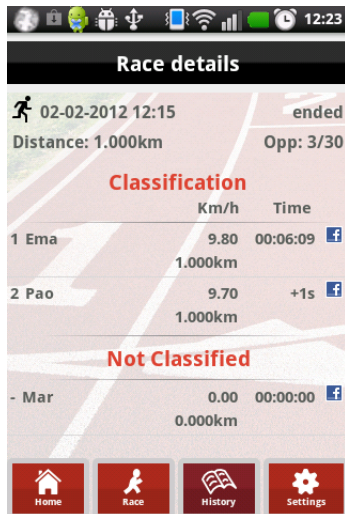 12:23
Race details
02-02-2012 12:15 ended
Distance: 1.000km Opp: 3/30
Classification
Km/h Time
1 Ema 9.80 00:06:09 f
1.000km
2 Pao 9.70 +1s f
1.000km
Not Classified
- Mar 0.00 00:00:00 f
0.000km
Home Race History Settings